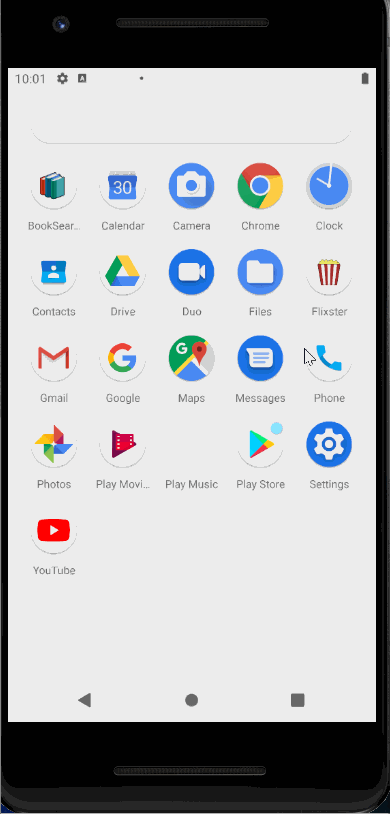 10:01
A
30
BookSear...
Calendar
Camera
Chrome
Clock
Contacts
Drive
Duo
Files
Flixster
G
G
Gmail
Google
Maps
Messages
Phone
Photos
Play Movi...
Play Music
Play Store
Settings
YouTube